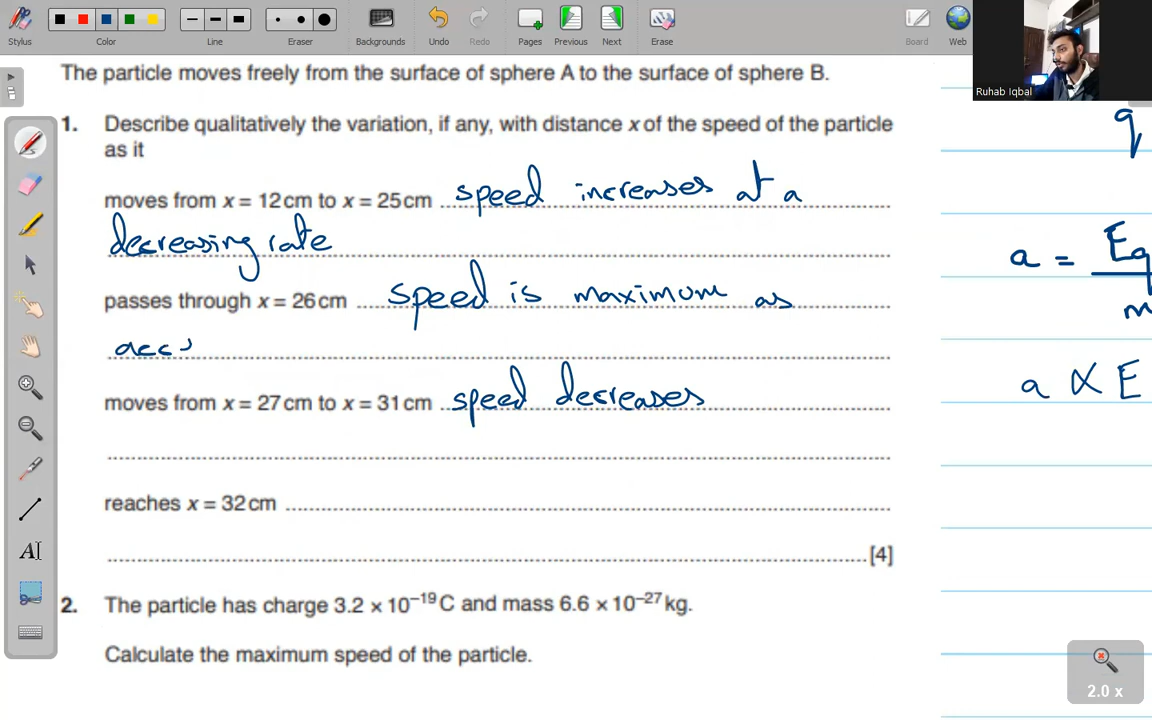 Stylus
Color
Line
Eraser
Backgrounds
Undo
Redo
Pages
Previous
Next
Erase
Board
Web
Ruhab Iqbal
The particle moves freely from the surface of sphere A to the surface of sphere B.
1. Describe qualitatively the variation, if any, with distance x of the speed of the particle
as it
moves from x = 12 cm to x = 25 cm speed increases at a
decreasing rate
passes through x = 26 cm speed is maximum as
acc
moves from x = 27 cm to x = 31 cm speed decreases
reaches x = 32 cm
[4]
2. The particle has charge 3.2 × 10⁻¹⁹ C and mass 6.6 × 10⁻²⁷ kg.
Calculate the maximum speed of the particle.
q
a = Eq
m
a ∝ E
AI
2.0 x